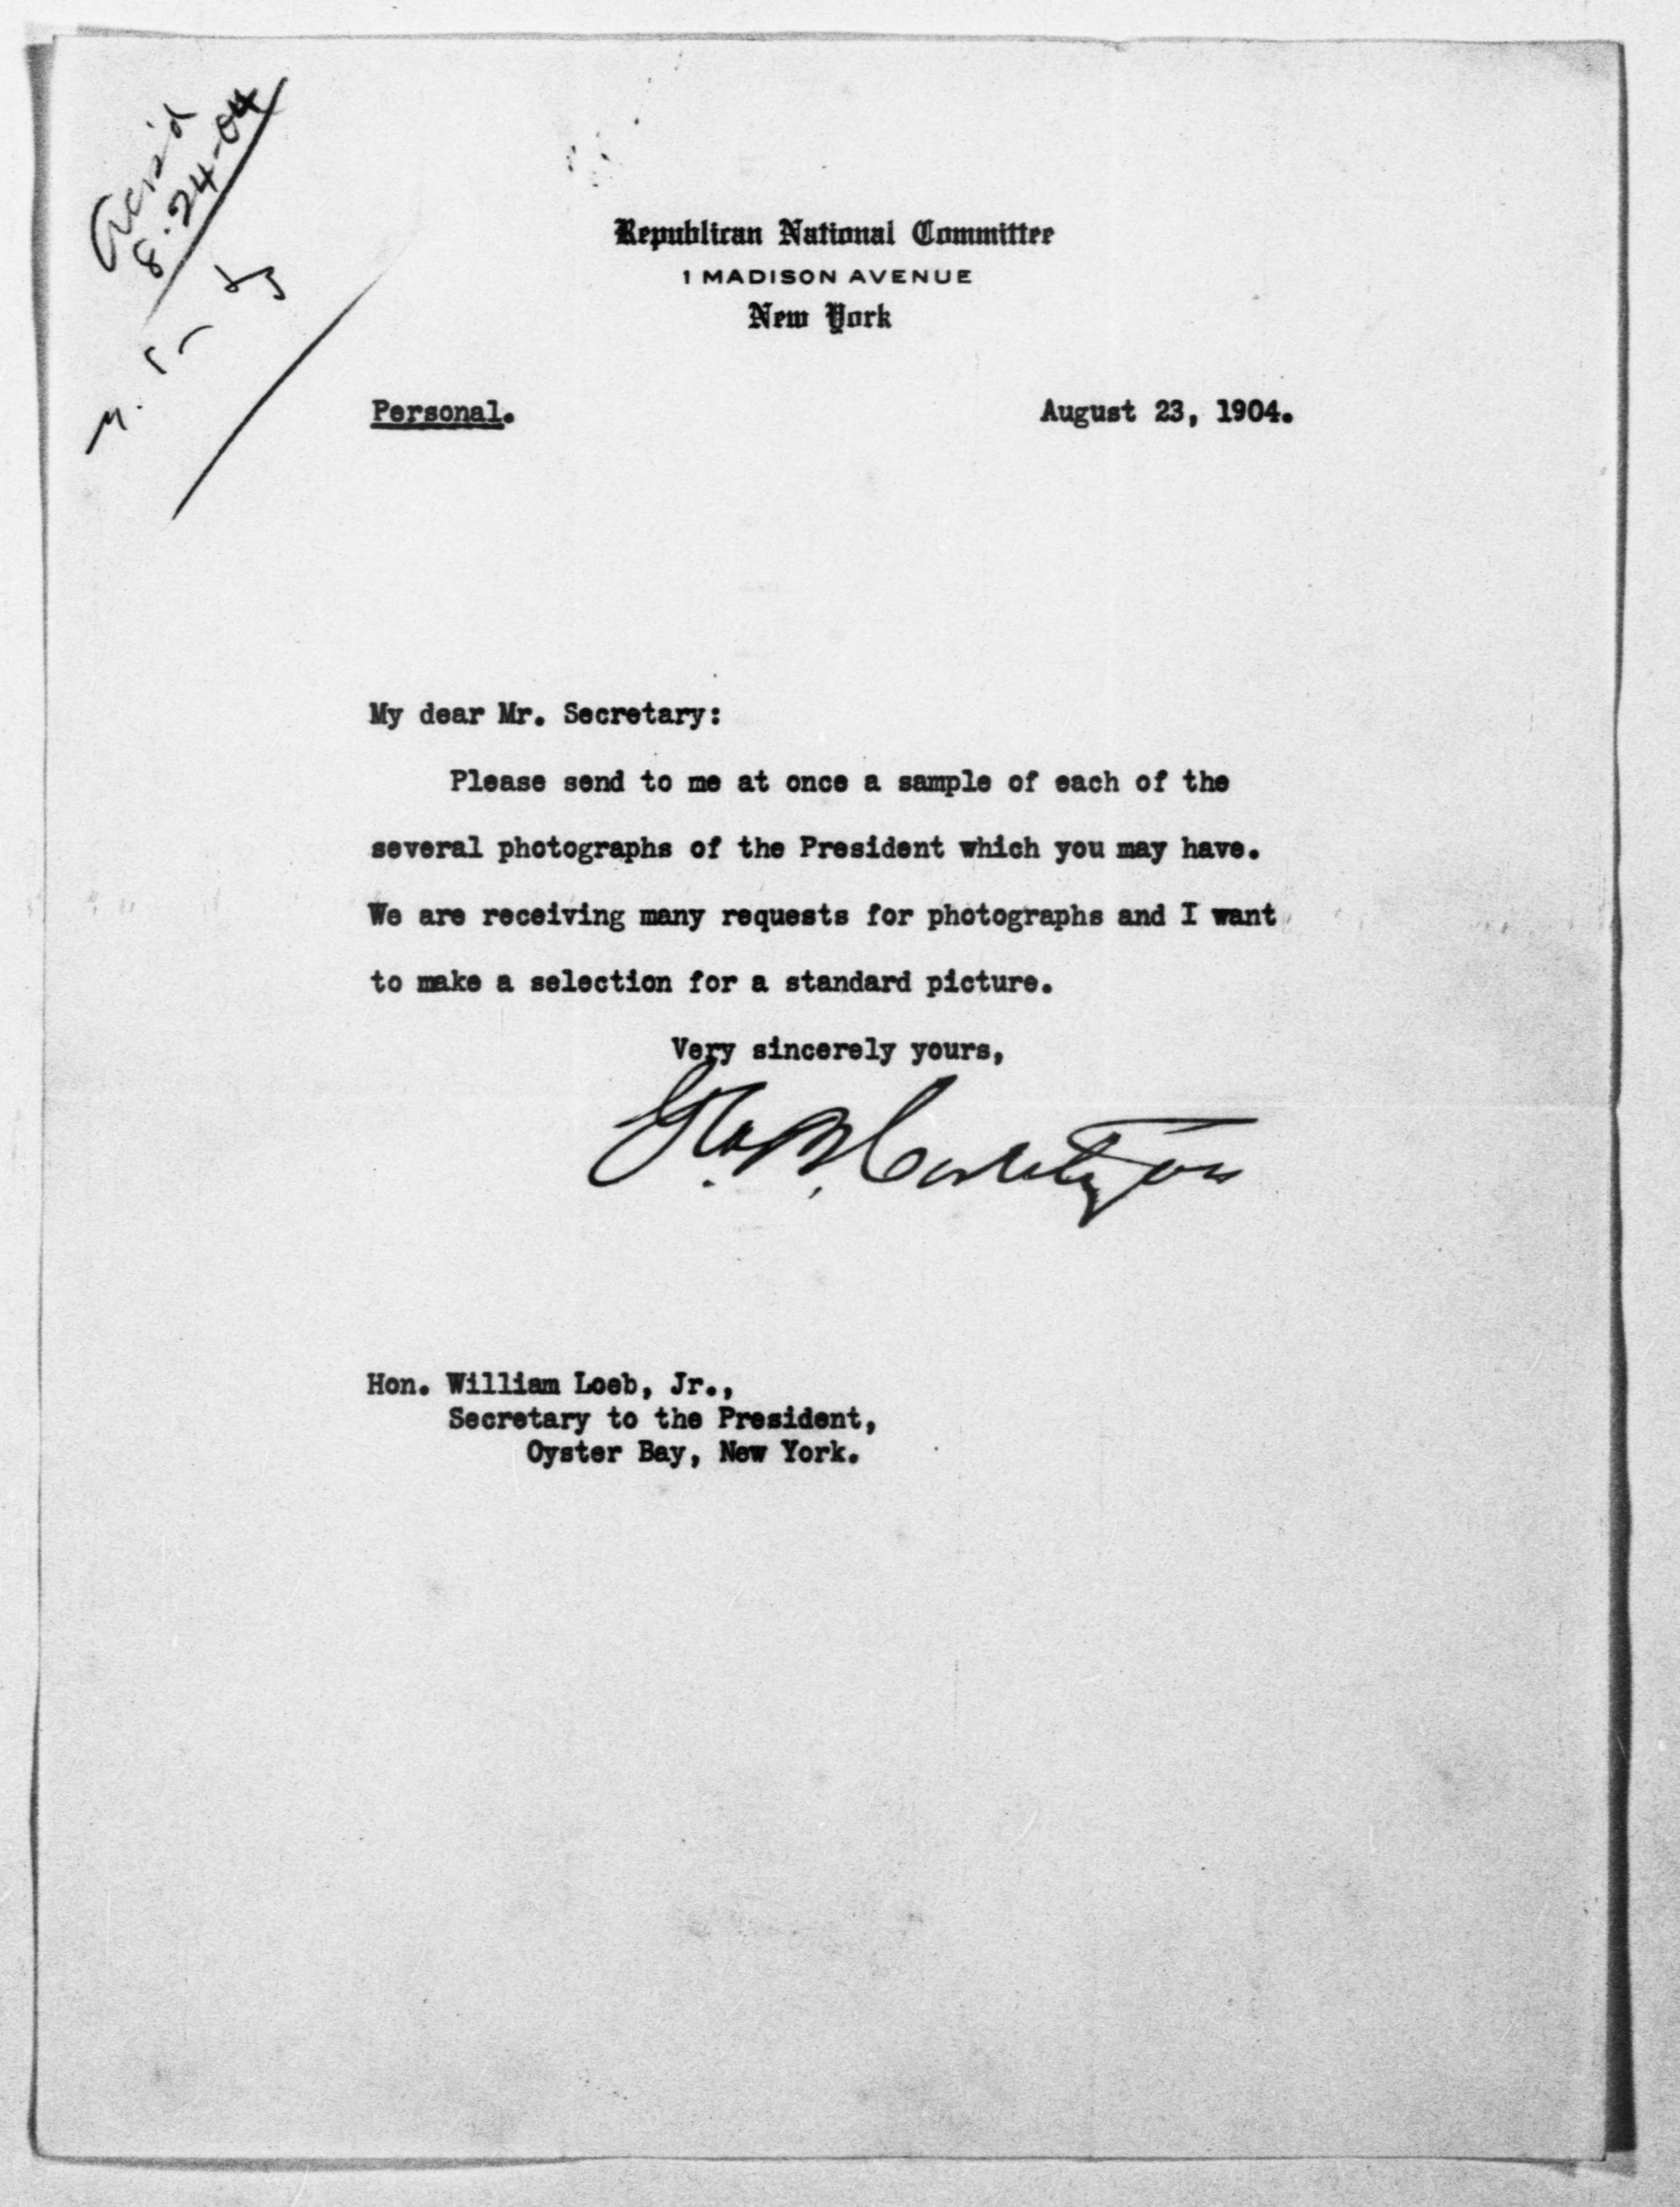 Ack'd
8-24-04
Republican National Committee
1 MADISON AVENUE
New York
Personal.
August 23, 1904.
My dear Mr. Secretary:
Please send to me at once a sample of each of the
several photographs of the President which you may have.
We are receiving many requests for photographs and I want
to make a selection for a standard picture.
Very sincerely yours,
Geo. B. Cortelyou
Hon. William Loeb, Jr.,
Secretary to the President,
Oyster Bay, New York.